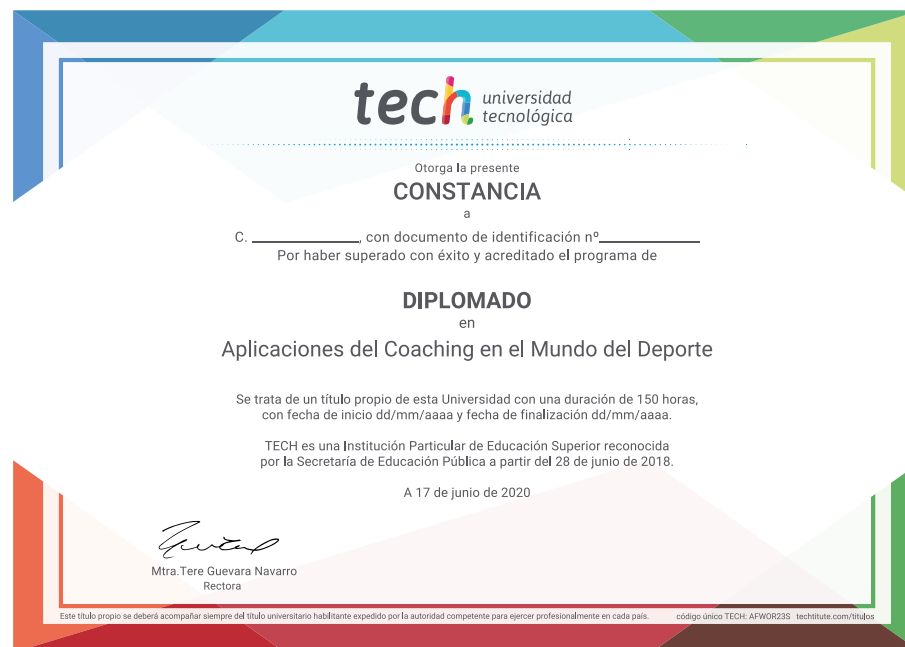 tech universidad
tecnológica
Otorga la presente
CONSTANCIA
a
C. ____________, con documento de identificación nº____________
Por haber superado con éxito y acreditado el programa de
DIPLOMADO
en
Aplicaciones del Coaching en el Mundo del Deporte
Se trata de un título propio de esta Universidad con una duración de 150 horas,
con fecha de inicio dd/mm/aaaa y fecha de finalización dd/mm/aaaa.
TECH es una Institución Particular de Educación Superior reconocida
por la Secretaría de Educación Pública a partir del 28 de junio de 2018.
A 17 de junio de 2020
Mtra.Tere Guevara Navarro
Rectora
Este título propio se deberá acompañar siempre del título universitario habilitante expedido por la autoridad competente para ejercer profesionalmente en cada país. código único TECH: AFWOR23S techtitute.com/titulos